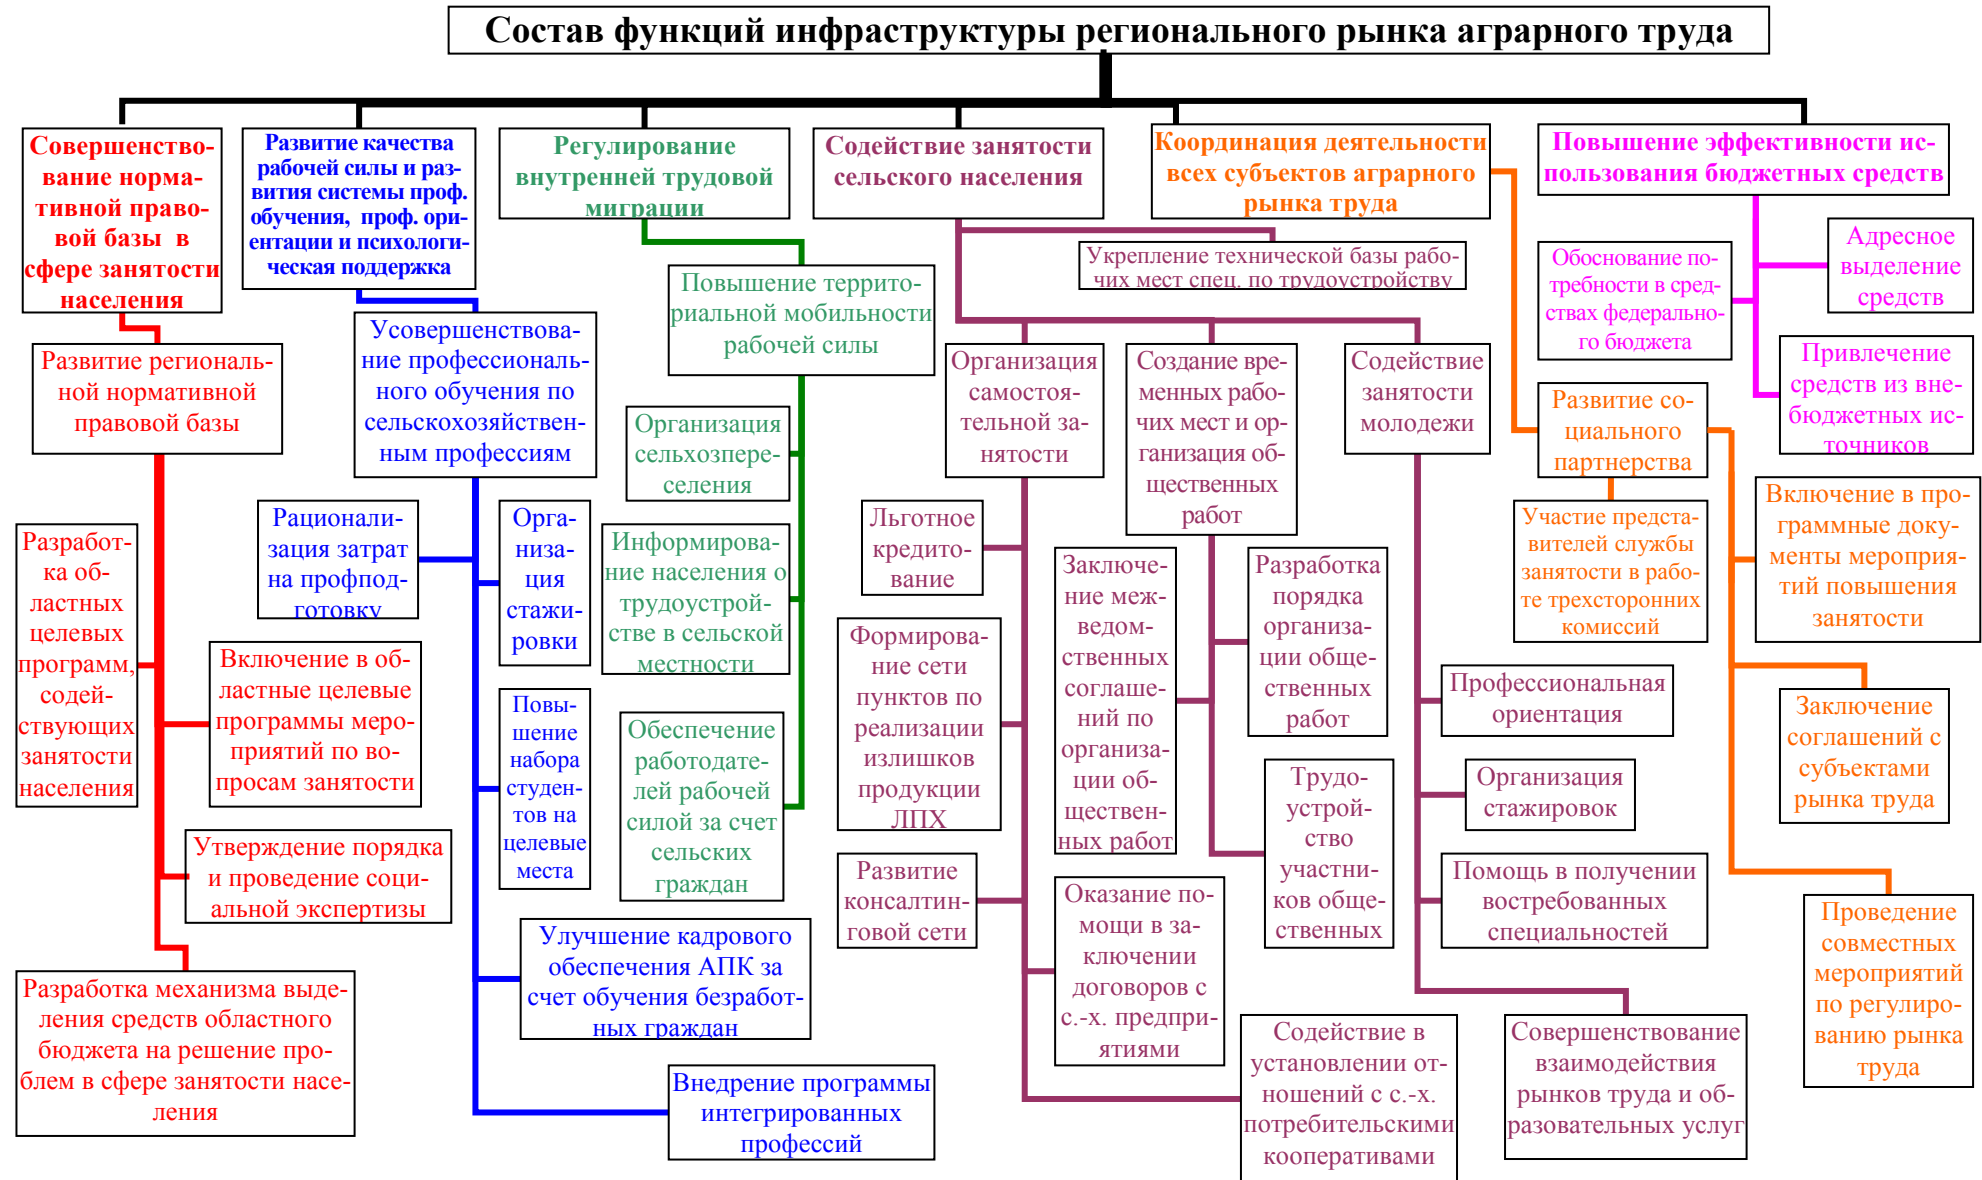 Состав функций инфраструктуры регионального рынка аграрного труда
Совершенство-
вание норма-
тивной право-
вой базы в
сфере занятости
населения
Развитие качества
рабочей силы и раз-
вития системы проф.
обучения, проф. ори-
ентации и психологи-
ческая поддержка
Регулирование
внутренней трудовой
миграции
Содействие занятости
сельского населения
Координация деятельности
всех субъектов аграрного
рынка труда
Повышение эффективности ис-
пользования бюджетных средств
Развитие региональ-
ной нормативной
правовой базы
Разработ-
ка об-
ластных
целевых
программ,
содей-
ствующих
занятости
населения
Включение в об-
ластные целевые
программы меро-
приятий по во-
просам занятости
Утверждение порядка
и проведение соци-
альной экспертизы
Разработка механизма выде-
ления средств областного
бюджета на решение про-
блем в сфере занятости насе-
ления
Усовершенствова-
ние профессиональ-
ного обучения по
сельскохозяйствен-
ным профессиям
Рационали-
зация затрат
на профпод-
готовку
Орга-
низа-
ция
стажи-
ровки
Повы-
шение
набора
студен-
тов на
целевые
места
Улучшение кадрового
обеспечения АПК за
счет обучения безработ-
ных граждан
Внедрение программы
интегрированных
профессий
Повышение террито-
риальной мобильности
рабочей силы
Организация
сельхозпере-
селения
Информирова-
ние населения о
трудоустрой-
стве в сельской
местности
Обеспечение
работодате-
лей рабочей
силой за счет
сельских
граждан
Укрепление технической базы рабо-
чих мест спец. по трудоустройству
Организация
самостоя-
тельной за-
нятости
Льготное
кредито-
вание
Формирова-
ние сети
пунктов по
реализации
излишков
продукции
ЛПХ
Развитие
консалтин-
говой сети
Оказание по-
мощи в за-
ключении
договоров с
с.-х. предпри-
ятиями
Содействие в
установлении от-
ношений с с.-х.
потребительскими
кооперативами
Создание вре-
менных рабо-
чих мест и ор-
ганизация об-
щественных
работ
Заключе-
ние меж-
ведом-
ственных
соглаше-
ний по
организа-
ции об-
ществен-
ных работ
Разработка
порядка
организа-
ции обще-
ственных
работ
Трудо-
устрой-
ство
участни-
ков обще-
ственных
Содействие
занятости
молодежи
Профессиональная
ориентация
Организация
стажировок
Помощь в получении
востребованных
специальностей
Совершенствование
взаимодействия
рынков труда и об-
разовательных услуг
Развитие со-
циального
партнерства
Участие предста-
вителей службы
занятости в рабо-
те трехсторонних
комиссий
Включение в про-
граммные доку-
менты мероприя-
тий повышения
занятости
Заключение
соглашений с
субъектами
рынка труда
Проведение
совместных
мероприятий
по регулиро-
ванию рынка
труда
Обоснование по-
требности в сред-
ствах федерально-
го бюджета
Адресное
выделение
средств
Привлечение
средств из вне-
бюджетных ис-
точников